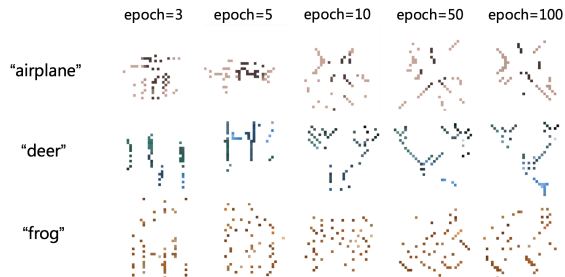 epoch=3 epoch=5 epoch=10 epoch=50 epoch=100
“airplane”
“deer”
“frog”